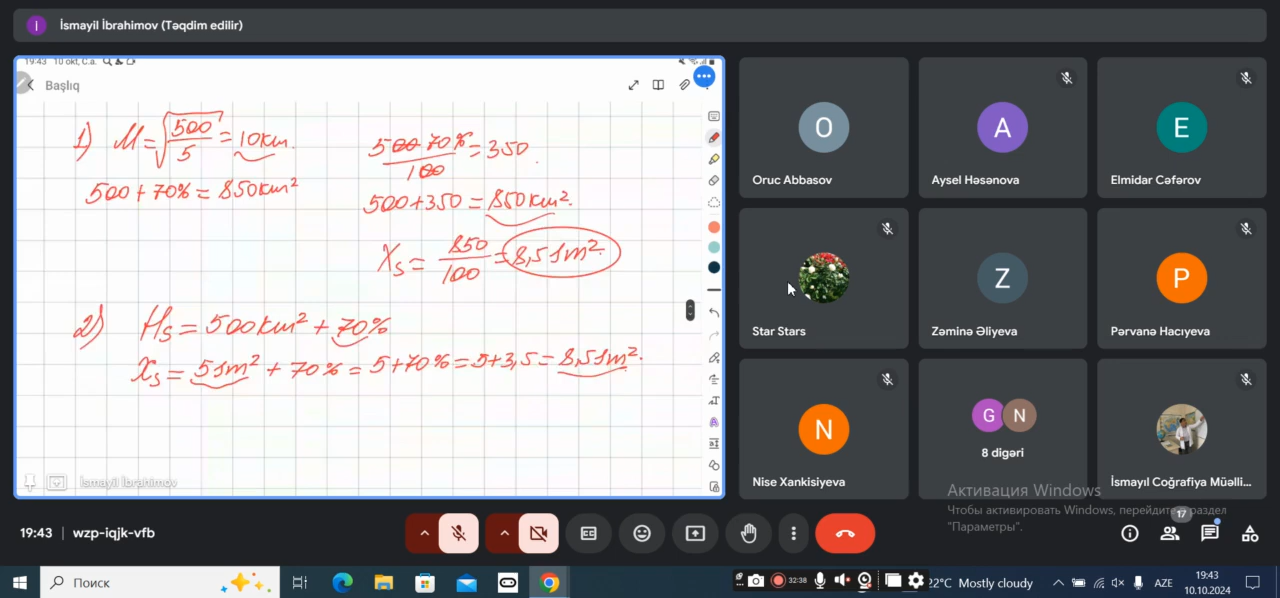 I İsmayil İbrahimov (Təqdim edilir)
19:43 10 okt, C.a.
Başlıq
1) M=√500/5=10km.
500+70%=850km²
500·70%/100=350.
500+350=850km².
Xs=850/100=8,5sm².
2) Hs=500km²+70%
Xs=5sm²+70%=5+70%=5+3,5=8,5sm².
İsmayil İbrahimov
O
Oruc Abbasov
A
Aysel Həsənova
E
Elmidar Cəfərov
Star Stars
Z
Zəminə Əliyeva
P
Pərvanə Hacıyeva
N
Nise Xankisiyeva
G N
8 digəri
İsmayıl Coğrafiya Müəlli...
Активация Windows
Чтобы активировать Windows, перейдите в раздел
"Параметры".
19:43 | wzp-iqjk-vfb
17
Поиск
32:38
22°C Mostly cloudy
AZE
19:43
10.10.2024